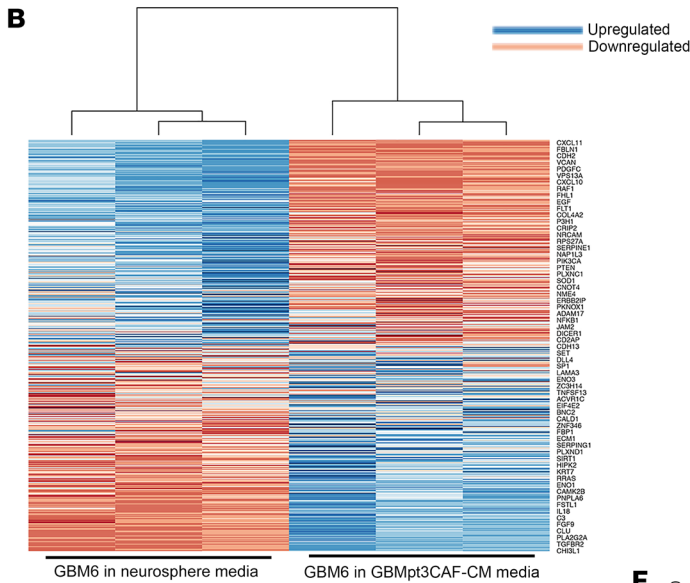 B
Upregulated
Downregulated
CXCL11
FBLN1
CDH2
VCAN
PDGFC
VPS13A
CXCL10
RAF1
FHL1
EGF
FLT1
COL4A2
P3H1
CRIP2
NRCAM
RPS27A
SERPINE1
NAP1L3
PIK3CA
PTEN
PLXNC1
SOD1
CNOT4
NME4
ERBB2IP
PKNOX1
ADAM17
NFKB1
JAM2
DICER1
CD2AP
CDH13
SET
DLL4
SP1
LAMA3
ENO3
ZC3H14
TNFSF13
ACVR1C
EIF4E2
BNC2
CALD1
ZNF346
FBP1
ECM1
SERPING1
PLXND1
SIRT1
HIPK2
KRT7
RRAS
ENO1
CAMK2B
PNPLA6
FSTL1
IL18
C3
FGF9
CLU
PLA2G2A
TGFBR2
CHI3L1
GBM6 in neurosphere media
GBM6 in GBMpt3CAF-CM media